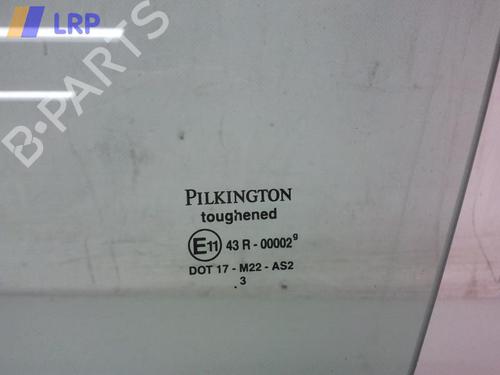 LRP
B-PARTS
PILKINGTON
toughened
E11 43 R - 00002 9
DOT 17 - M22 - AS2
.3